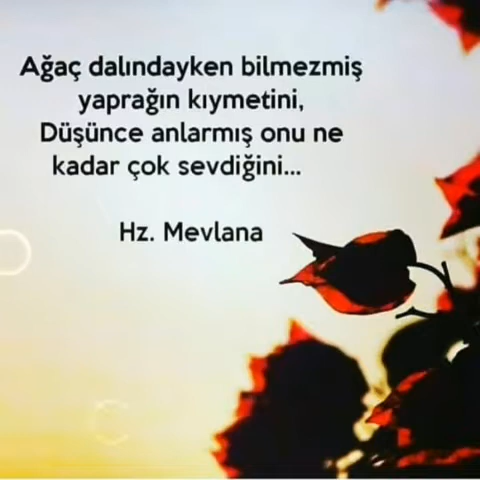 Ağaç dalındayken bilmezmiş
yaprağın kıymetini,
Düşünce anlarmış onu ne
kadar çok sevdiğini...
Hz. Mevlana